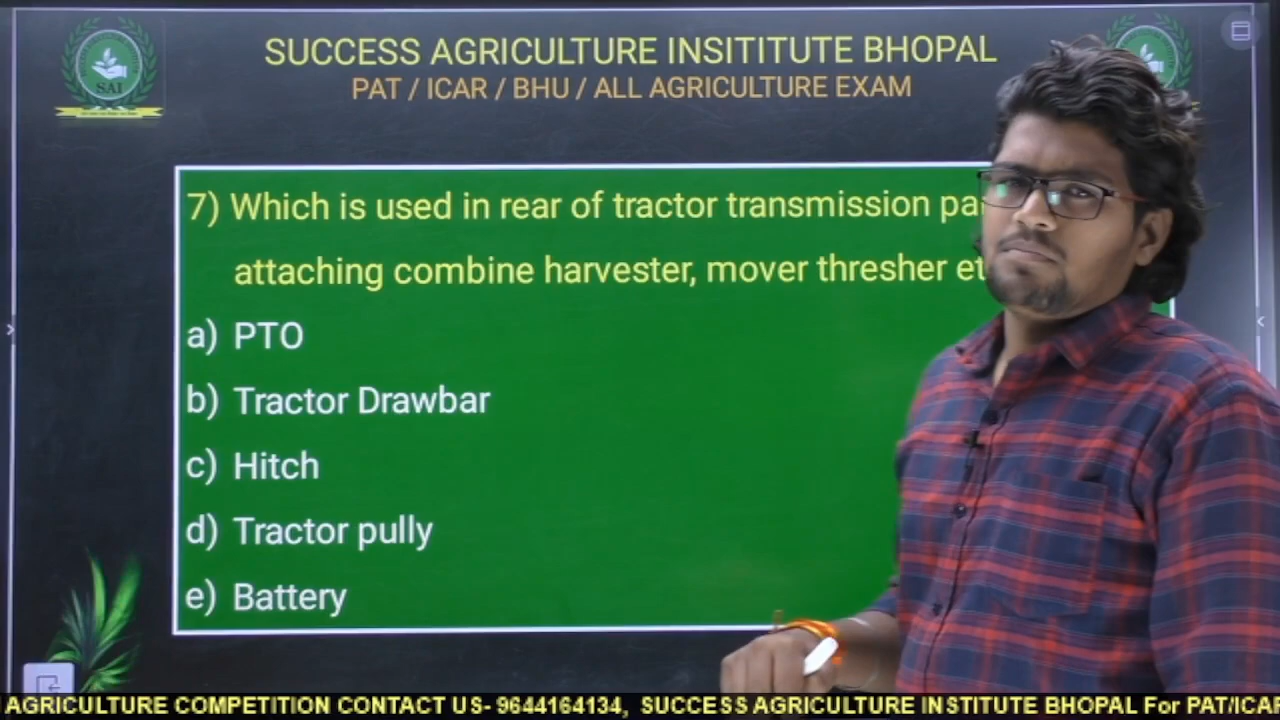 SUCCESS AGRICULTURE INSITITUTE BHOPAL
PAT / ICAR / BHU / ALL AGRICULTURE EXAM
SAI
7) Which is used in rear of tractor transmission
attaching combine harvester, mover thresher
a) PTO
b) Tractor Drawbar
c) Hitch
d) Tractor pully
e) Battery
AGRICULTURE COMPETITION CONTACT US- 9644164134, SUCCESS AGRICULTURE INSTITUTE BHOPAL For PAT/ICAR